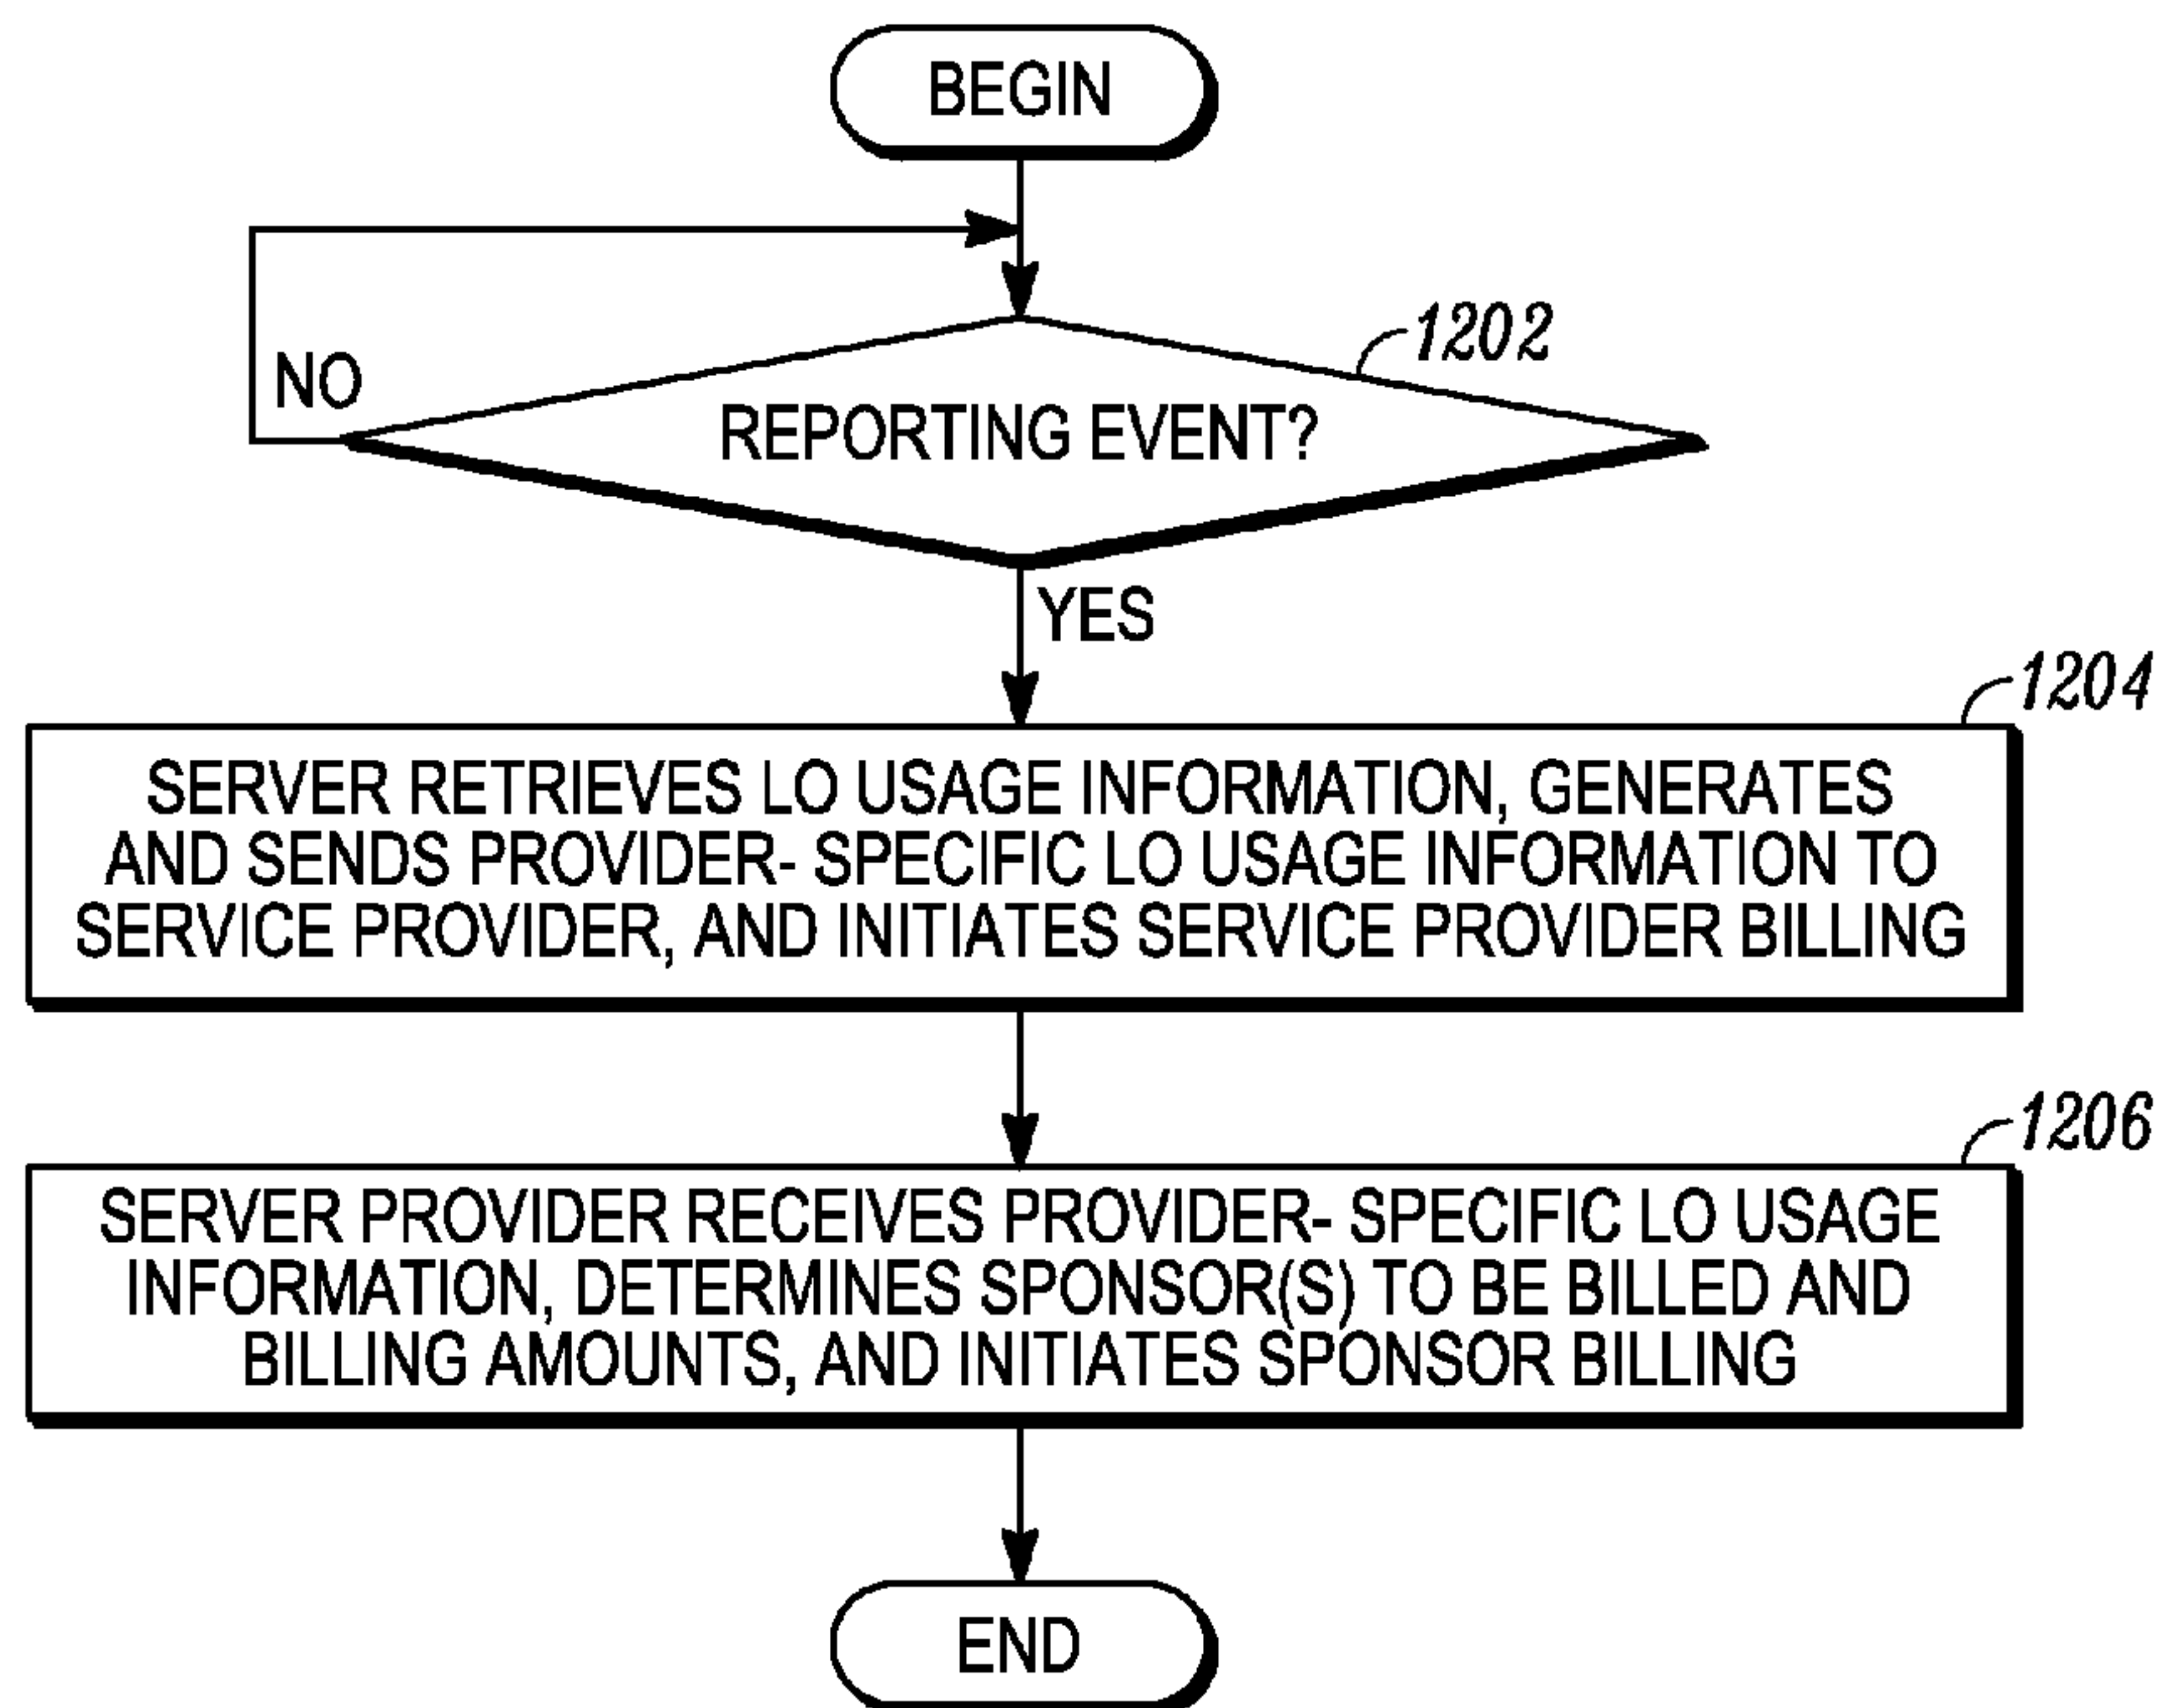 BEGIN
NO
1202
REPORTING EVENT?
YES
1204
SERVER RETRIEVES LO USAGE INFORMATION, GENERATES
AND SENDS PROVIDER- SPECIFIC LO USAGE INFORMATION TO
SERVICE PROVIDER, AND INITIATES SERVICE PROVIDER BILLING
1206
SERVER PROVIDER RECEIVES PROVIDER- SPECIFIC LO USAGE
INFORMATION, DETERMINES SPONSOR(S) TO BE BILLED AND
BILLING AMOUNTS, AND INITIATES SPONSOR BILLING
END